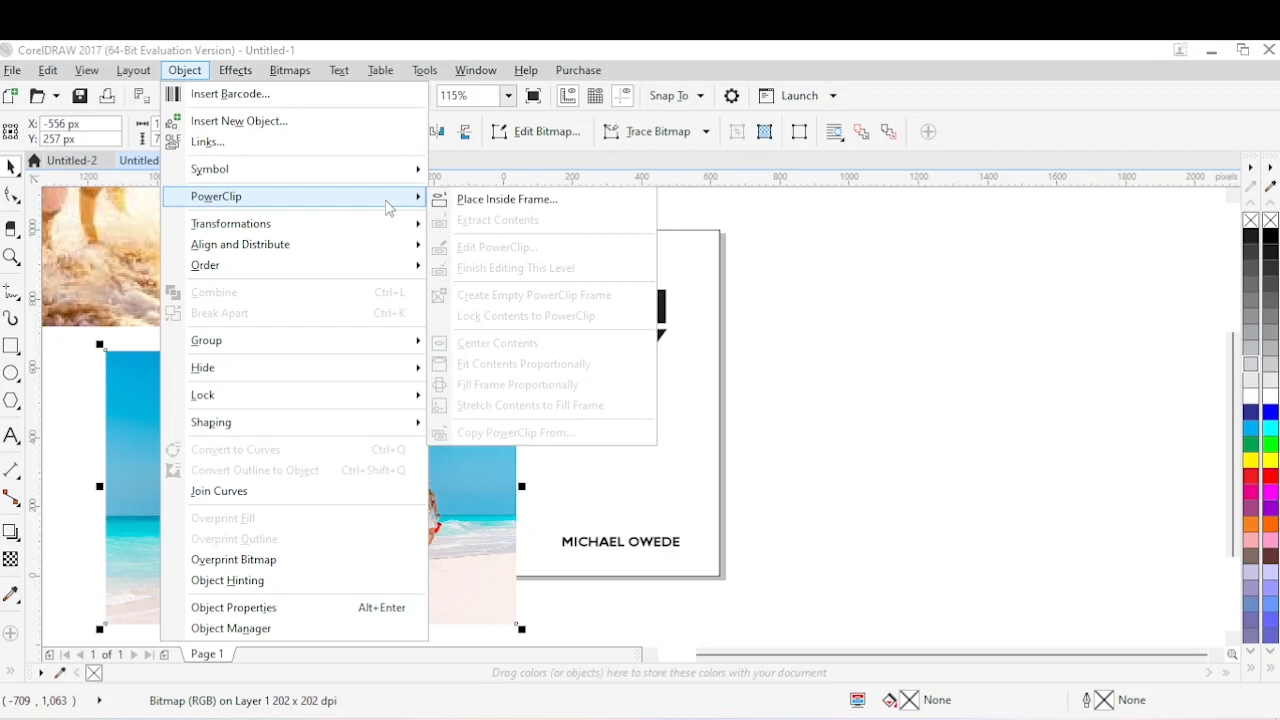 CorelDRAW 2017 (64-Bit Evaluation Version) - Untitled-1
File Edit View Layout Object Effects Bitmaps Text Table Tools Window Help Purchase
115% Snap To Launch
X: -556 px
Y: 257 px
Edit Bitmap... Trace Bitmap
Untitled-2 Untitled
1200 0 200 400 600 800 1000 1200 1400 1600 1800 2000 pixels
Insert Barcode...
Insert New Object...
Links...
Symbol
PowerClip
Transformations
Align and Distribute
Order
Combine Ctrl+L
Break Apart Ctrl+K
Group
Hide
Lock
Shaping
Convert to Curves Ctrl+Q
Convert Outline to Object Ctrl+Shift+Q
Join Curves
Overprint Fill
Overprint Outline
Overprint Bitmap
Object Hinting
Object Properties Alt+Enter
Object Manager
Place Inside Frame...
Extract Contents
Edit PowerClip...
Finish Editing This Level
Create Empty PowerClip Frame
Lock Contents to PowerClip
Center Contents
Fit Contents Proportionally
Fill Frame Proportionally
Stretch Contents to Fill Frame
Copy PowerClip From...
MICHAEL OWEDE
1 of 1 Page 1
Drag colors (or objects) here to store these colors with your document
(-709 , 1,063 ) Bitmap (RGB) on Layer 1 202 x 202 dpi None None